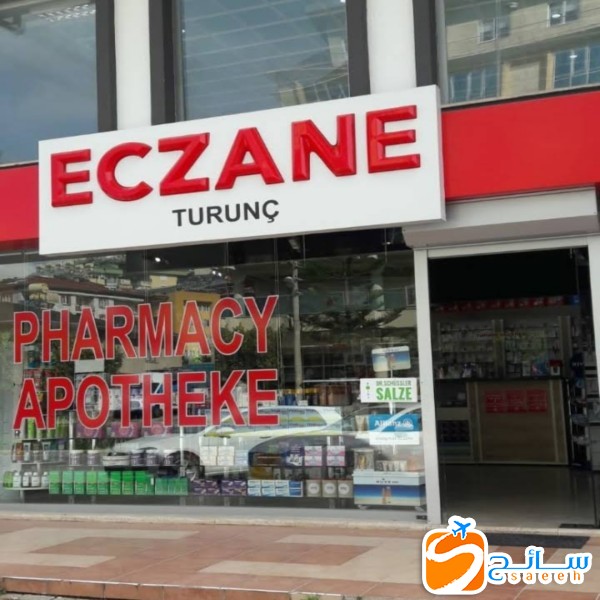 ECZANE
TURUNÇ
PHARMACY
APOTHEKE
DR.SCHÜSSLER
SALZE
سائح
saeeh